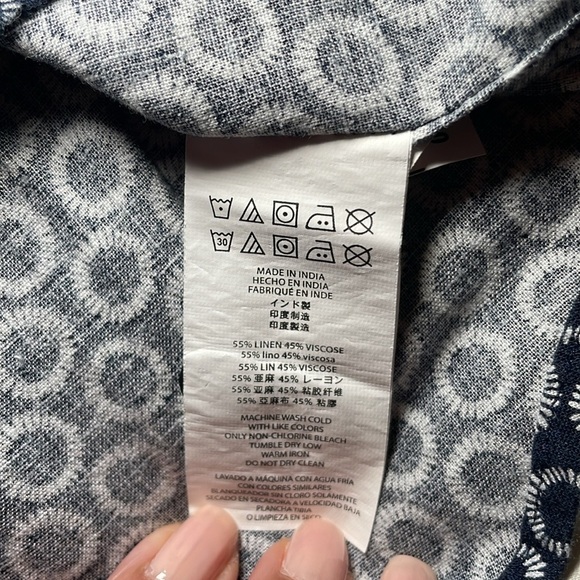 30
MADE IN INDIA
HECHO EN INDIA
FABRIQUÉ EN INDE
インド製
印度制造
印度製造
55% LINEN 45% VISCOSE
55% lino 45% viscosa
55% LIN 45% VISCOSE
55% 亜麻 45% レーヨン
55% 亚麻 45% 粘胶纤维
55% 亞麻布 45% 粘膠
MACHINE WASH COLD
WITH LIKE COLORS
ONLY NON-CHLORINE BLEACH
TUMBLE DRY LOW
WARM IRON
DO NOT DRY CLEAN
LAVADO A MÁQUINA CON AGUA FRÍA
CON COLORES SIMILARES
BLANQUEADOR SIN CLORO SOLAMENTE
SECADO EN SECADORA A VELOCIDAD BAJA
PLANCHA TIBIA
O LIMPIEZA EN SECO